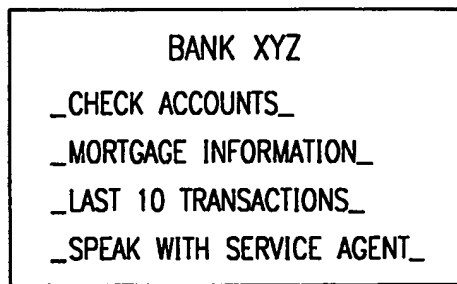 BANK XYZ
_CHECK ACCOUNTS_
_MORTGAGE INFORMATION_
_LAST 10 TRANSACTIONS_
_SPEAK WITH SERVICE AGENT_